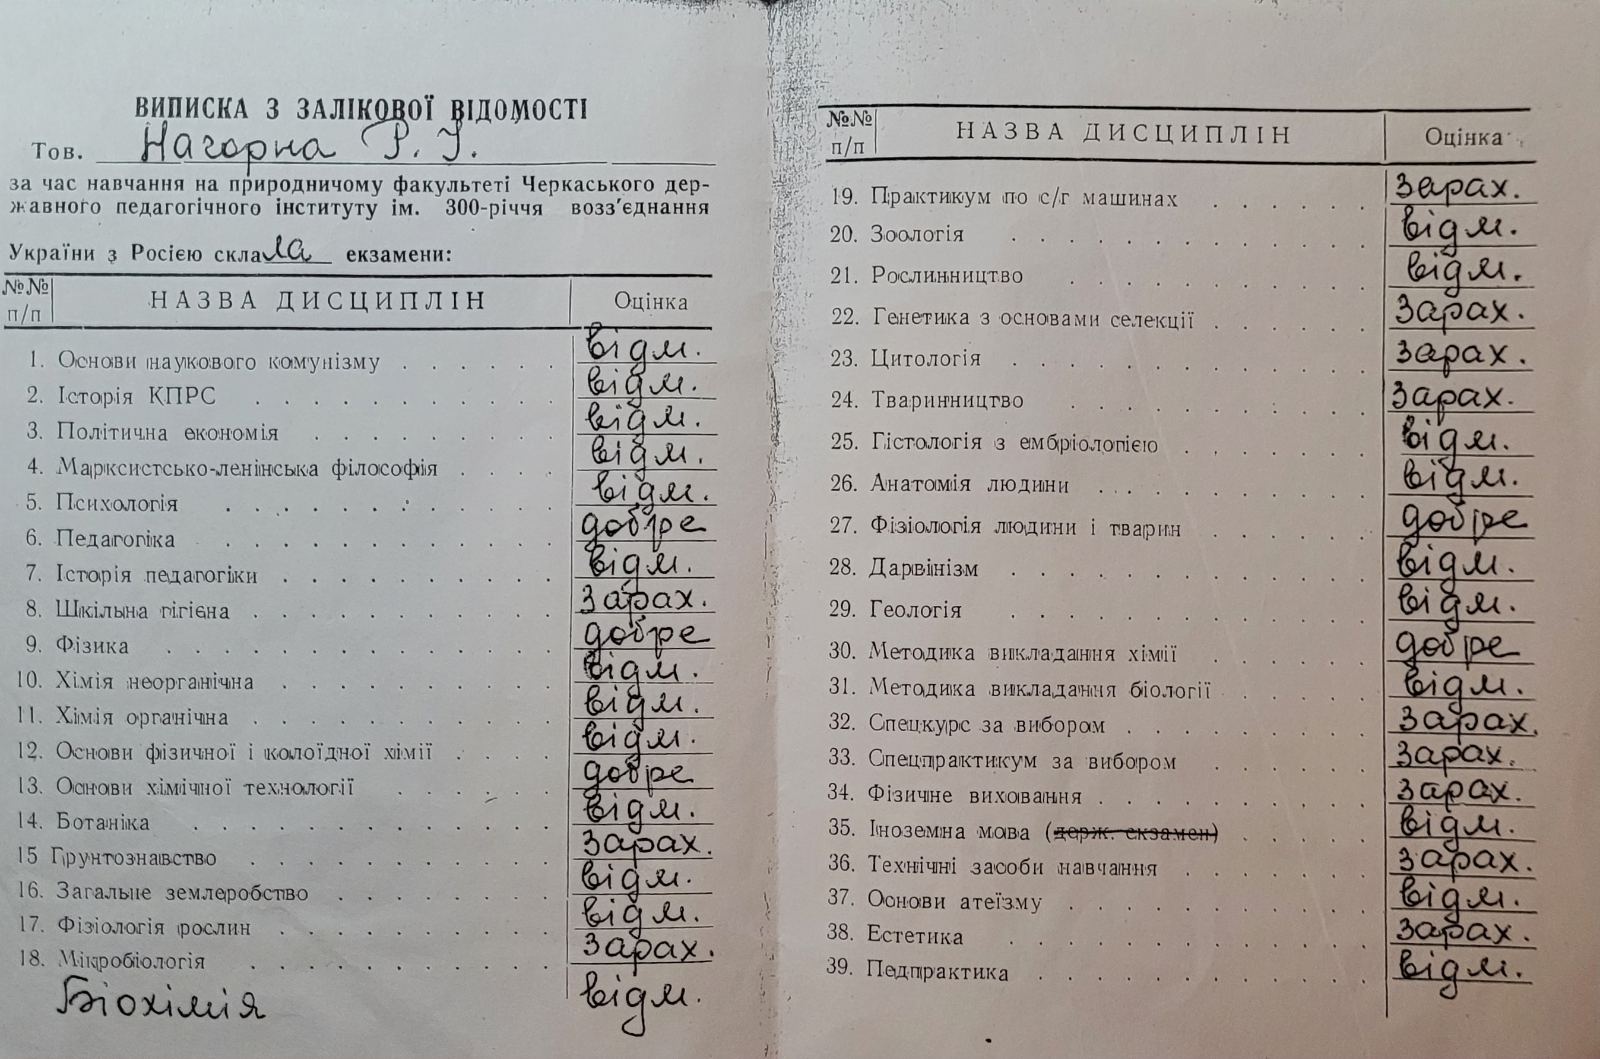 ВИПИСКА З ЗАЛІКОВОЇ ВІДОМОСТІ
Тов. Нагорна Р. І.
за час навчання на природничому факультеті Черкаського дер-
жавного педагогічного інституту ім. 300-річчя возз'єднання
України з Росією склала екзамени:
№№ п/п НАЗВА ДИСЦИПЛІН Оцінка
1. Основи наукового комунізму . . . . . відм.
2. Історія КПРС . . . . . . . . . відм.
3. Політична економія . . . . . . . відм.
4. Марксистсько-ленінська філософія . . . . відм.
5. Психологія . . . . . . . . . . відм.
6. Педагогіка . . . . . . . . . . добре
7. Історія педагогіки . . . . . . . . відм.
8. Шкільна гігієна . . . . . . . . . зарах.
9. Фізика . . . . . . . . . . . . добре
10. Хімія неорганічна . . . . . . . . відм.
11. Хімія органічна . . . . . . . . . відм.
12. Основи фізичної і колоїдної хімії . . . . відм.
13. Основи хімічної технології . . . . . добре
14. Ботаніка . . . . . . . . . . . відм.
15 Грунтознавство . . . . . . . . . зарах.
16. Загальне землеробство . . . . . . відм.
17. Фізіологія рослин . . . . . . . . відм.
18. Мікробіологія . . . . . . . . . зарах.
Біохімія відм.
№№ п/п НАЗВА ДИСЦИПЛІН Оцінка
19. Практикум по с/г машинах . . . . . зарах.
20. Зоологія . . . . . . . . . . . відм.
21. Рослинництво . . . . . . . . . відм.
22. Генетика з основами селекції . . . . . зарах.
23. Цитологія . . . . . . . . . . . зарах.
24. Тваринництво . . . . . . . . . зарах.
25. Гістологія з ембріологією . . . . . . відм.
26. Анатомія людини . . . . . . . . відм.
27. Фізіологія людини і тварин . . . . . добре
28. Дарвінізм . . . . . . . . . . . відм.
29. Геологія . . . . . . . . . . . відм.
30. Методика викладання хімії . . . . . добре
31. Методика викладання біології . . . . відм.
32. Спецкурс за вибором . . . . . . . зарах.
33. Спецпрактикум за вибором . . . . . зарах.
34. Фізичне виховання . . . . . . . . зарах.
35. Іноземна мова (держ. екзамен) . . . . відм.
36. Технічні засоби навчання . . . . . . зарах.
37. Основи атеїзму . . . . . . . . . відм.
38. Естетика . . . . . . . . . . . зарах.
39. Педпрактика . . . . . . . . . . відм.